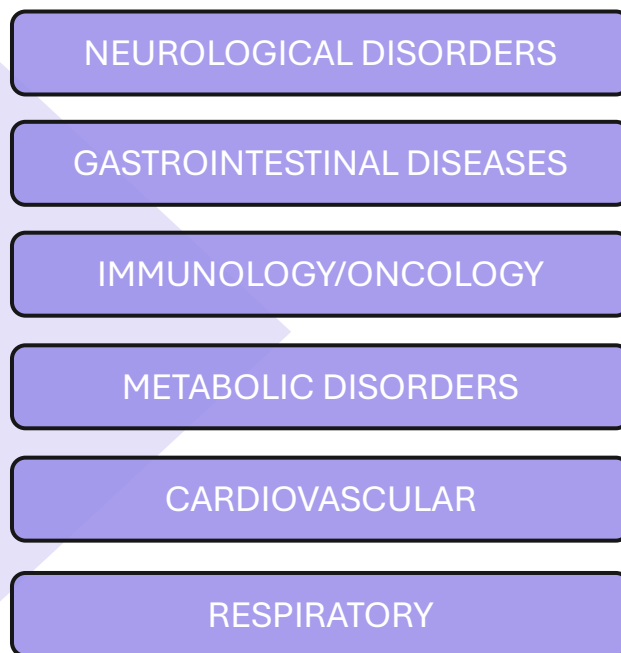 NEUROLOGICAL DISORDERS
GASTROINTESTINAL DISEASES
IMMUNOLOGY/ONCOLOGY
METABOLIC DISORDERS
CARDIOVASCULAR
RESPIRATORY